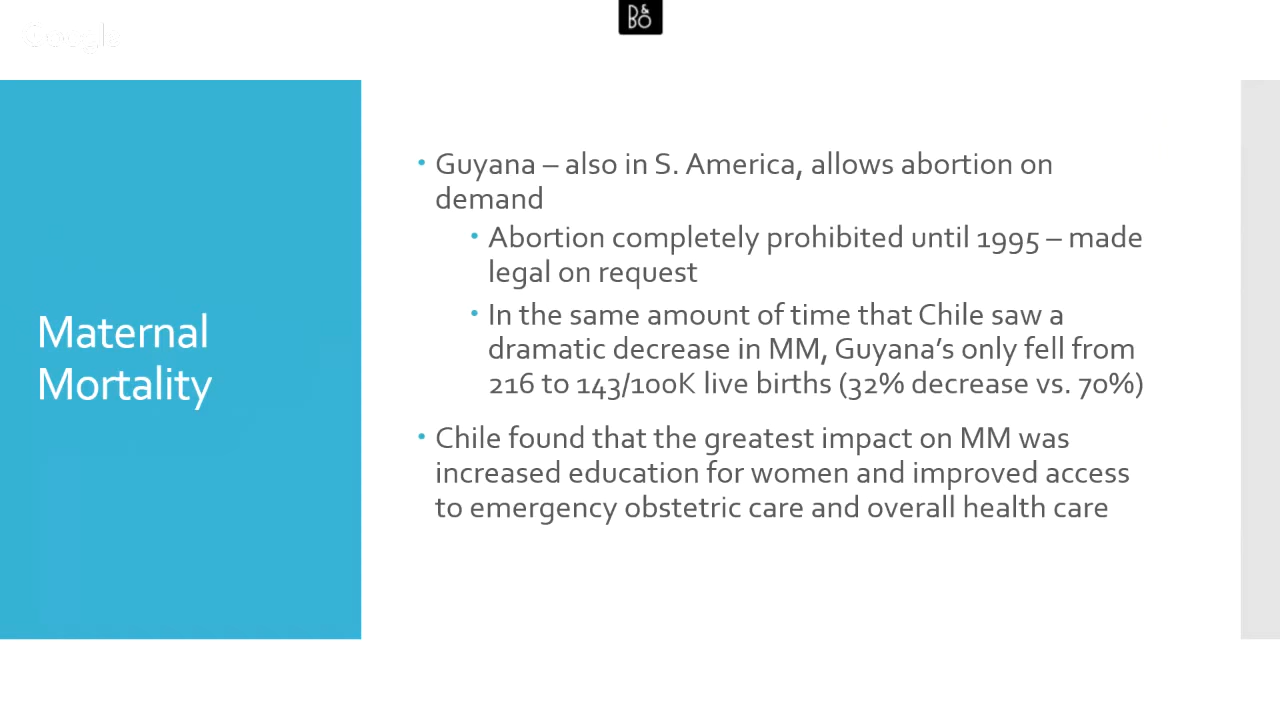 Google
B&
BO
Maternal
Mortality
• Guyana – also in S. America, allows abortion on
demand
• Abortion completely prohibited until 1995 – made
legal on request
• In the same amount of time that Chile saw a
dramatic decrease in MM, Guyana's only fell from
216 to 143/100K live births (32% decrease vs. 70%)
• Chile found that the greatest impact on MM was
increased education for women and improved access
to emergency obstetric care and overall health care